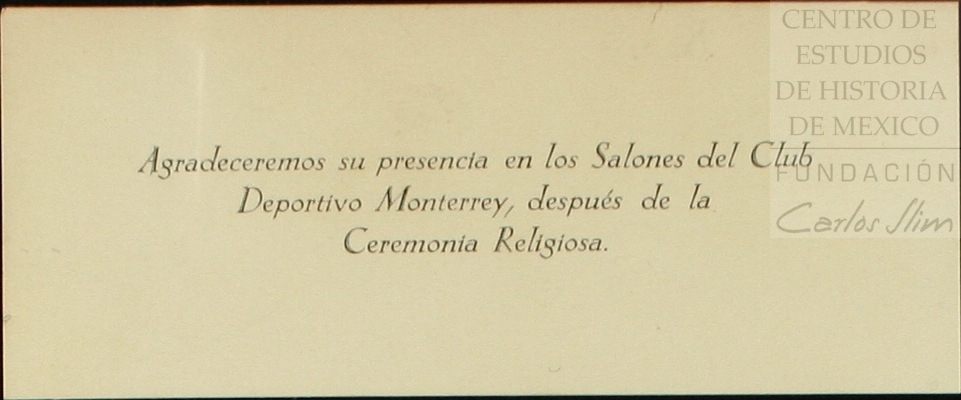 CENTRO DE
ESTUDIOS
DE HISTORIA
DE MEXICO
FUNDACIÓN
Carlos Slim
Agradeceremos su presencia en los Salones del Club
Deportivo Monterrey, después de la
Ceremonia Religiosa.